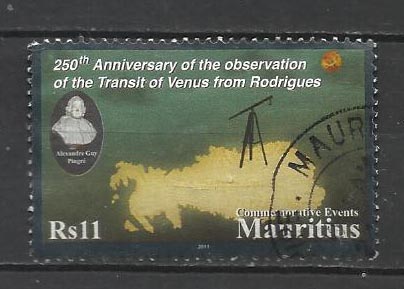 250th Anniversary of the observation
of the Transit of Venus from Rodrigues
Alexandre Guy
Pingré
Commemorative Events
Rs11
Mauritius
2011
MAUR